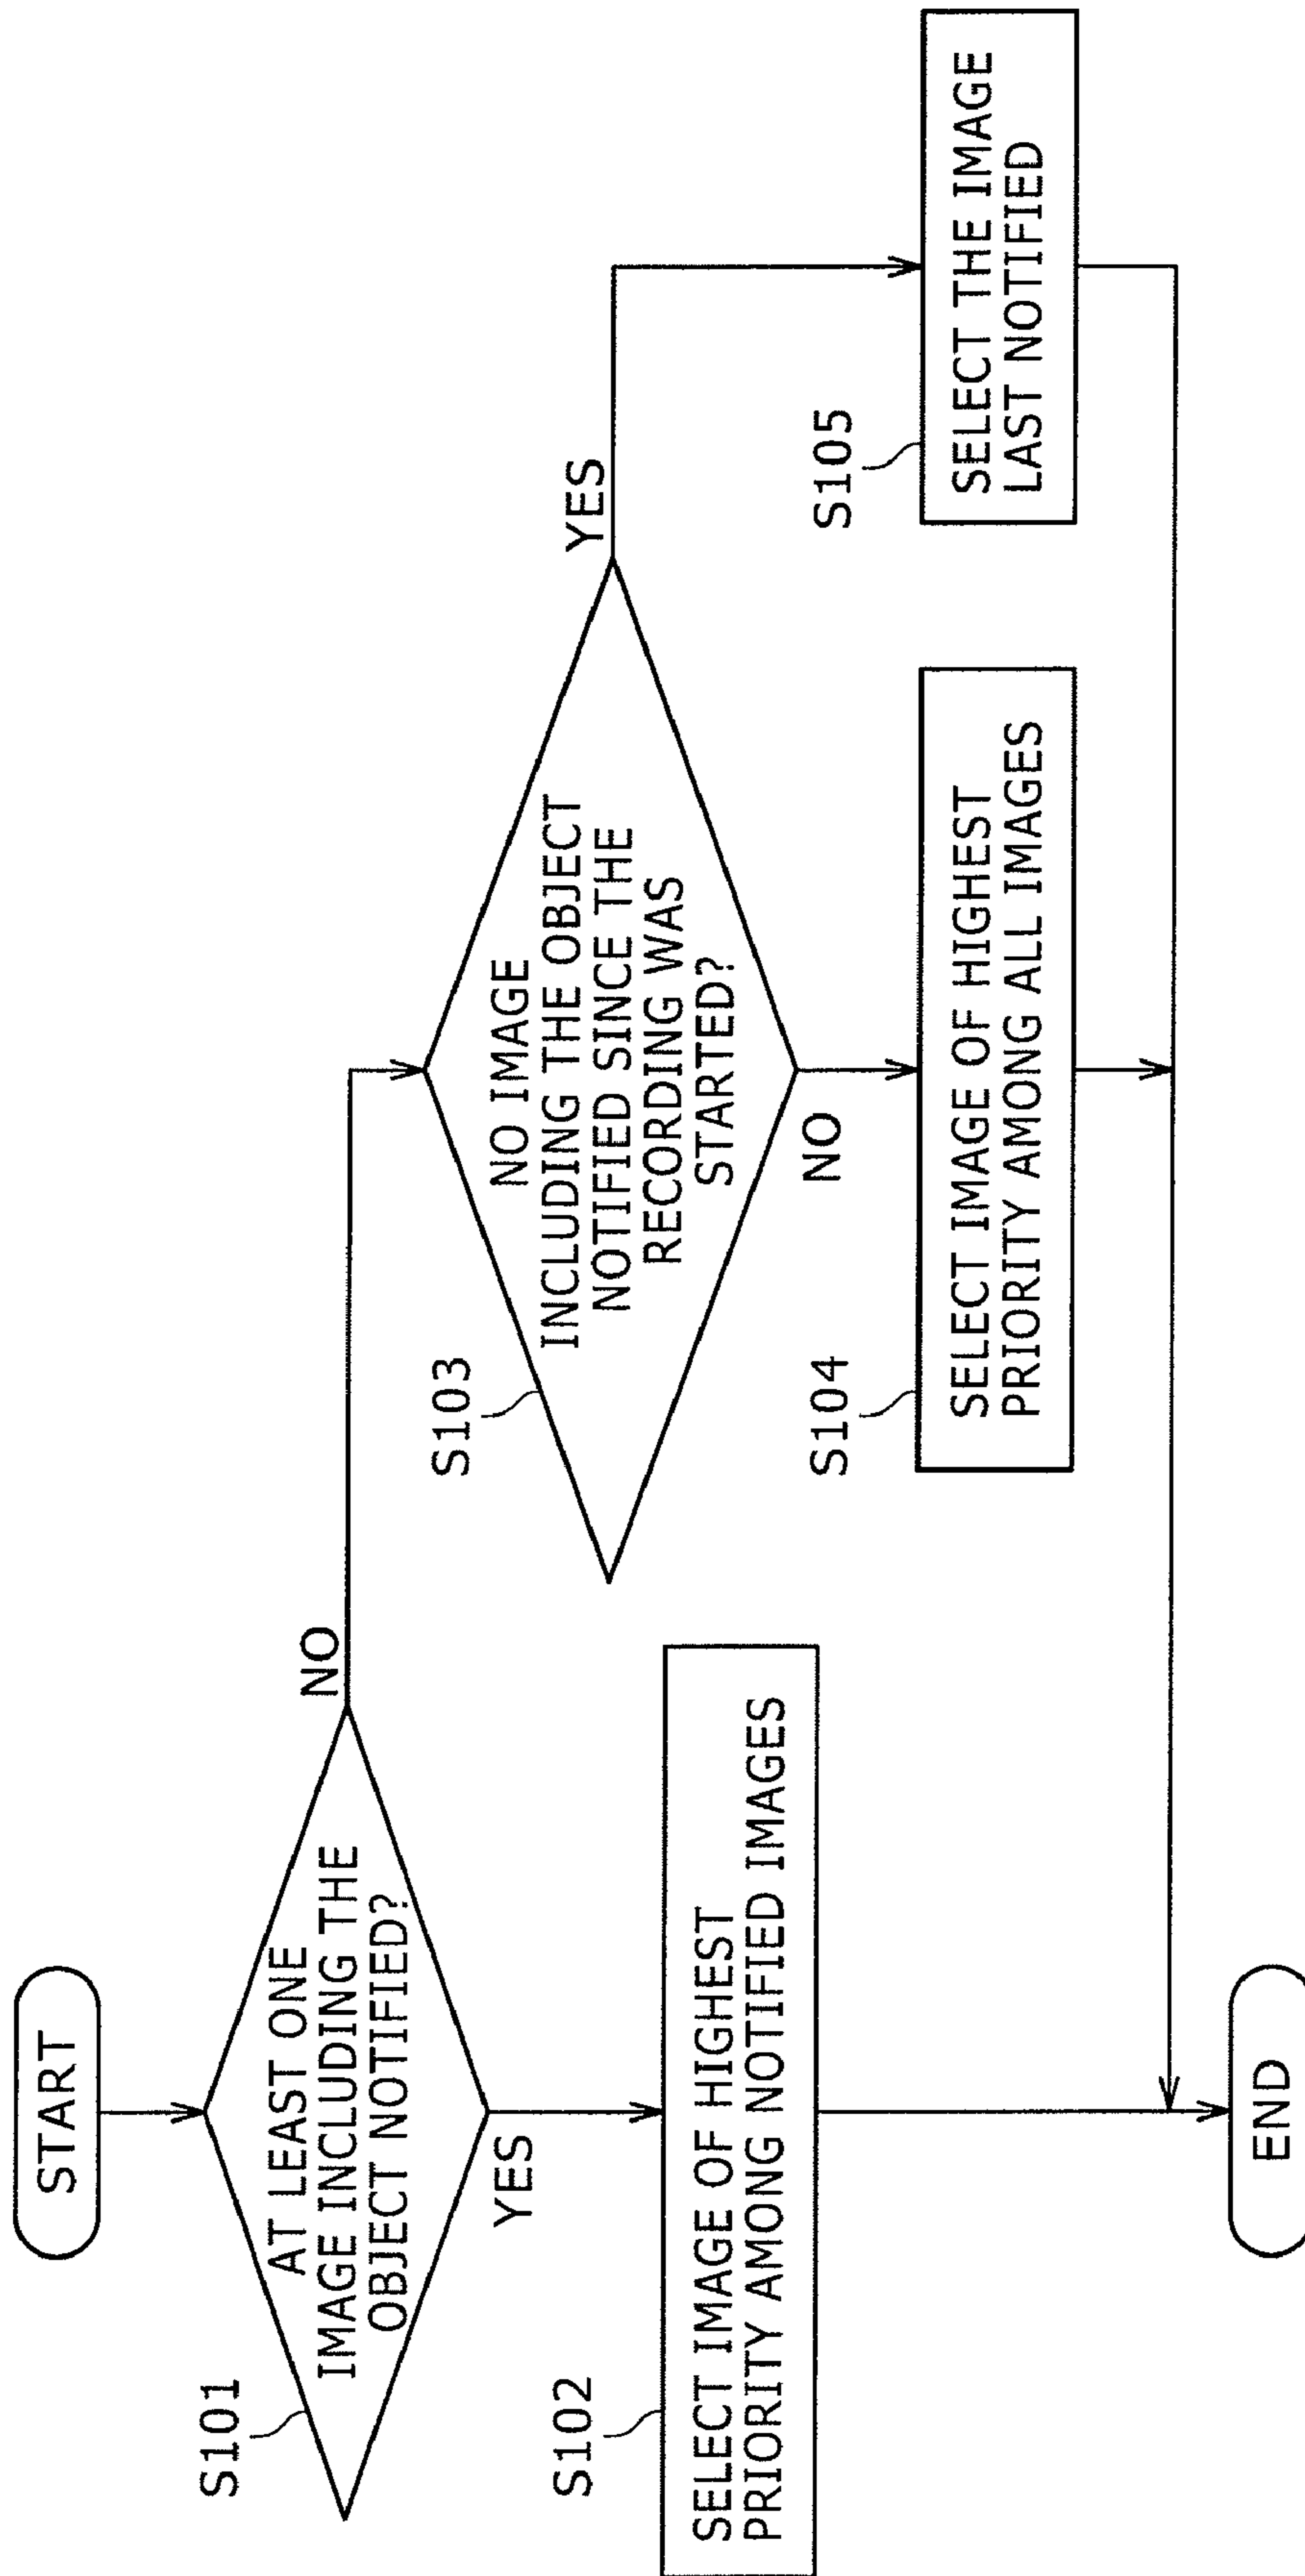 START
S101
AT LEAST ONE
IMAGE INCLUDING THE
OBJECT NOTIFIED?
NO
YES
S102
SELECT IMAGE OF HIGHEST
PRIORITY AMONG NOTIFIED IMAGES
S103
NO IMAGE
INCLUDING THE OBJECT
NOTIFIED SINCE THE
RECORDING WAS
STARTED?
YES
NO
S104
SELECT IMAGE OF HIGHEST
PRIORITY AMONG ALL IMAGES
S105
SELECT THE IMAGE
LAST NOTIFIED
END